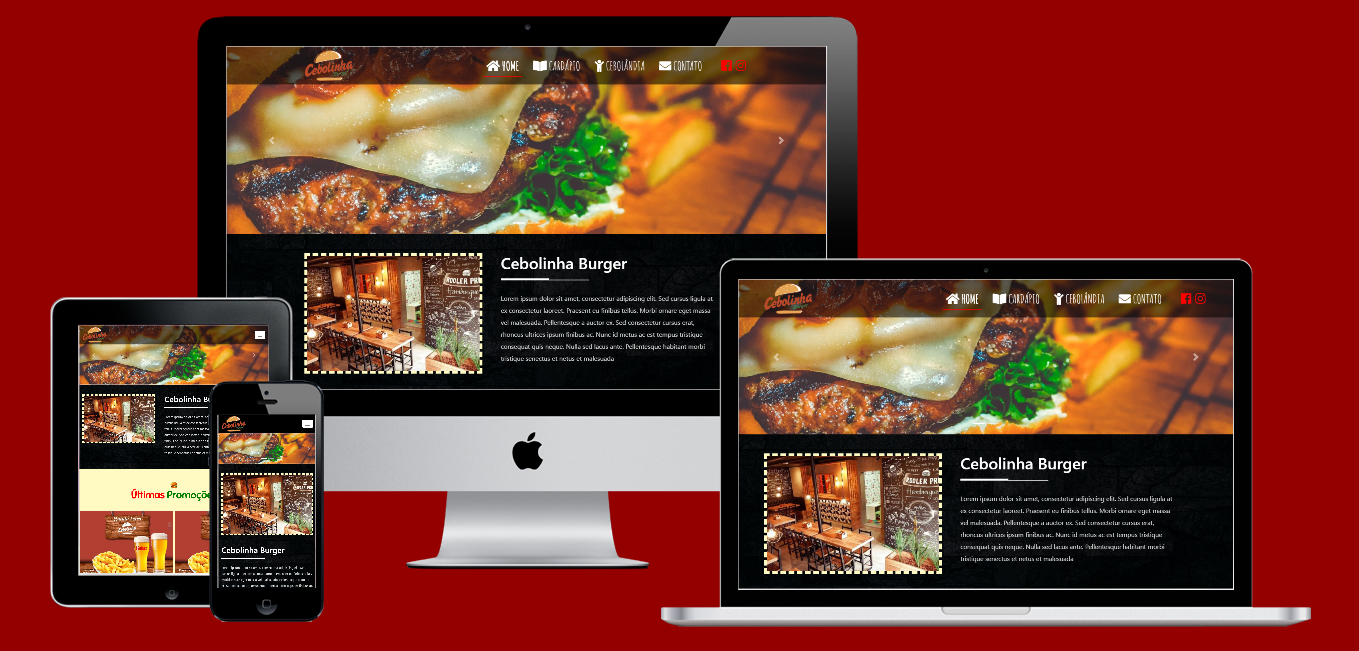 Cebolinha
HOME
CARDÁPIO
CEBOLÂNDIA
CONTATO
Cebolinha Burger
Lorem ipsum dolor sit amet, consectetur adipiscing elit. Sed cursus ligula at
ex consectetur laoreet. Praesent eu finibus tellus. Morbi ornare eget massa
vel malesuada. Pellentesque a auctor ex. Sed consectetur cursus erat,
rhoncus ultrices ipsum finibus ac. Nunc id metus ac est tempus tristique
consequat quis neque. Nulla sed lacus ante. Pellentesque habitant morbi
tristique senectus et netus et malesuada
Cebolinha
HOME
CARDÁPIO
CEBOLÂNDIA
CONTATO
Cebolinha Burger
Lorem ipsum dolor sit amet, consectetur adipiscing elit. Sed cursus ligula at
ex consectetur laoreet. Praesent eu finibus tellus. Morbi ornare eget massa
vel malesuada. Pellentesque a auctor ex. Sed consectetur cursus erat,
rhoncus ultrices ipsum finibus ac. Nunc id metus ac est tempus tristique
consequat quis neque. Nulla sed lacus ante. Pellentesque habitant morbi
tristique senectus et netus et malesuada
Cebolinha B
Últimas Promoçõe
Cebolinha Burger